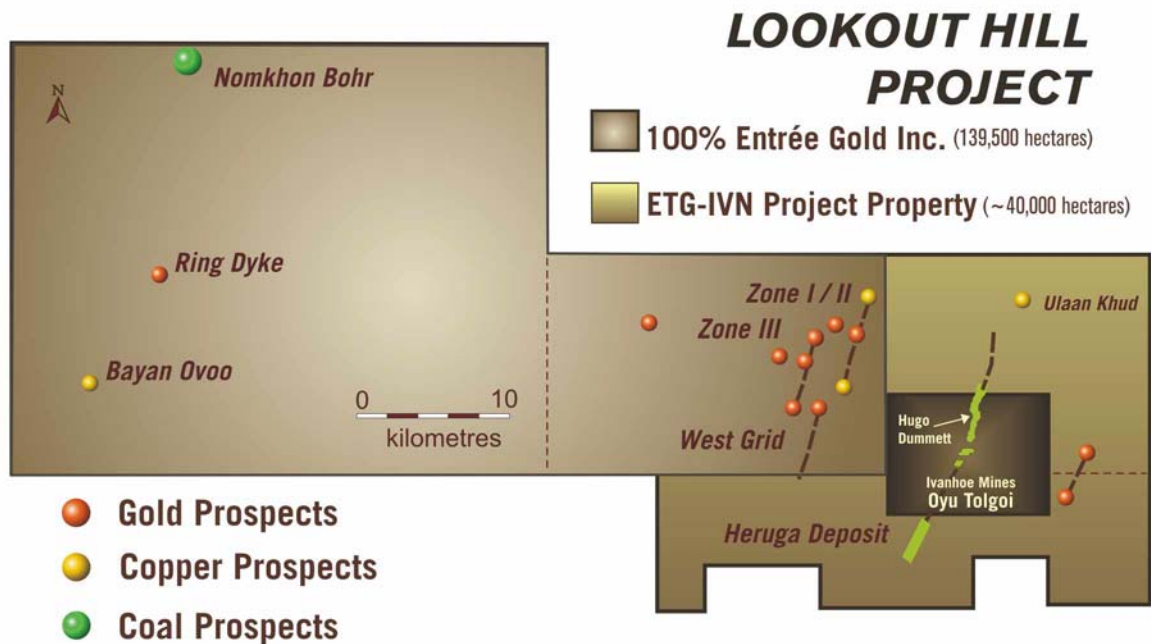 LOOKOUT HILL
PROJECT
100% Entrée Gold Inc. (139,500 hectares)
ETG-IVN Project Property (~40,000 hectares)
N
Nomkhon Bohr
Ring Dyke
Bayan Ovoo
0 10
kilometres
Zone I / II
Zone III
West Grid
Ulaan Khud
Hugo
Dummett
Ivanhoe Mines
Oyu Tolgoi
Heruga Deposit
Gold Prospects
Copper Prospects
Coal Prospects